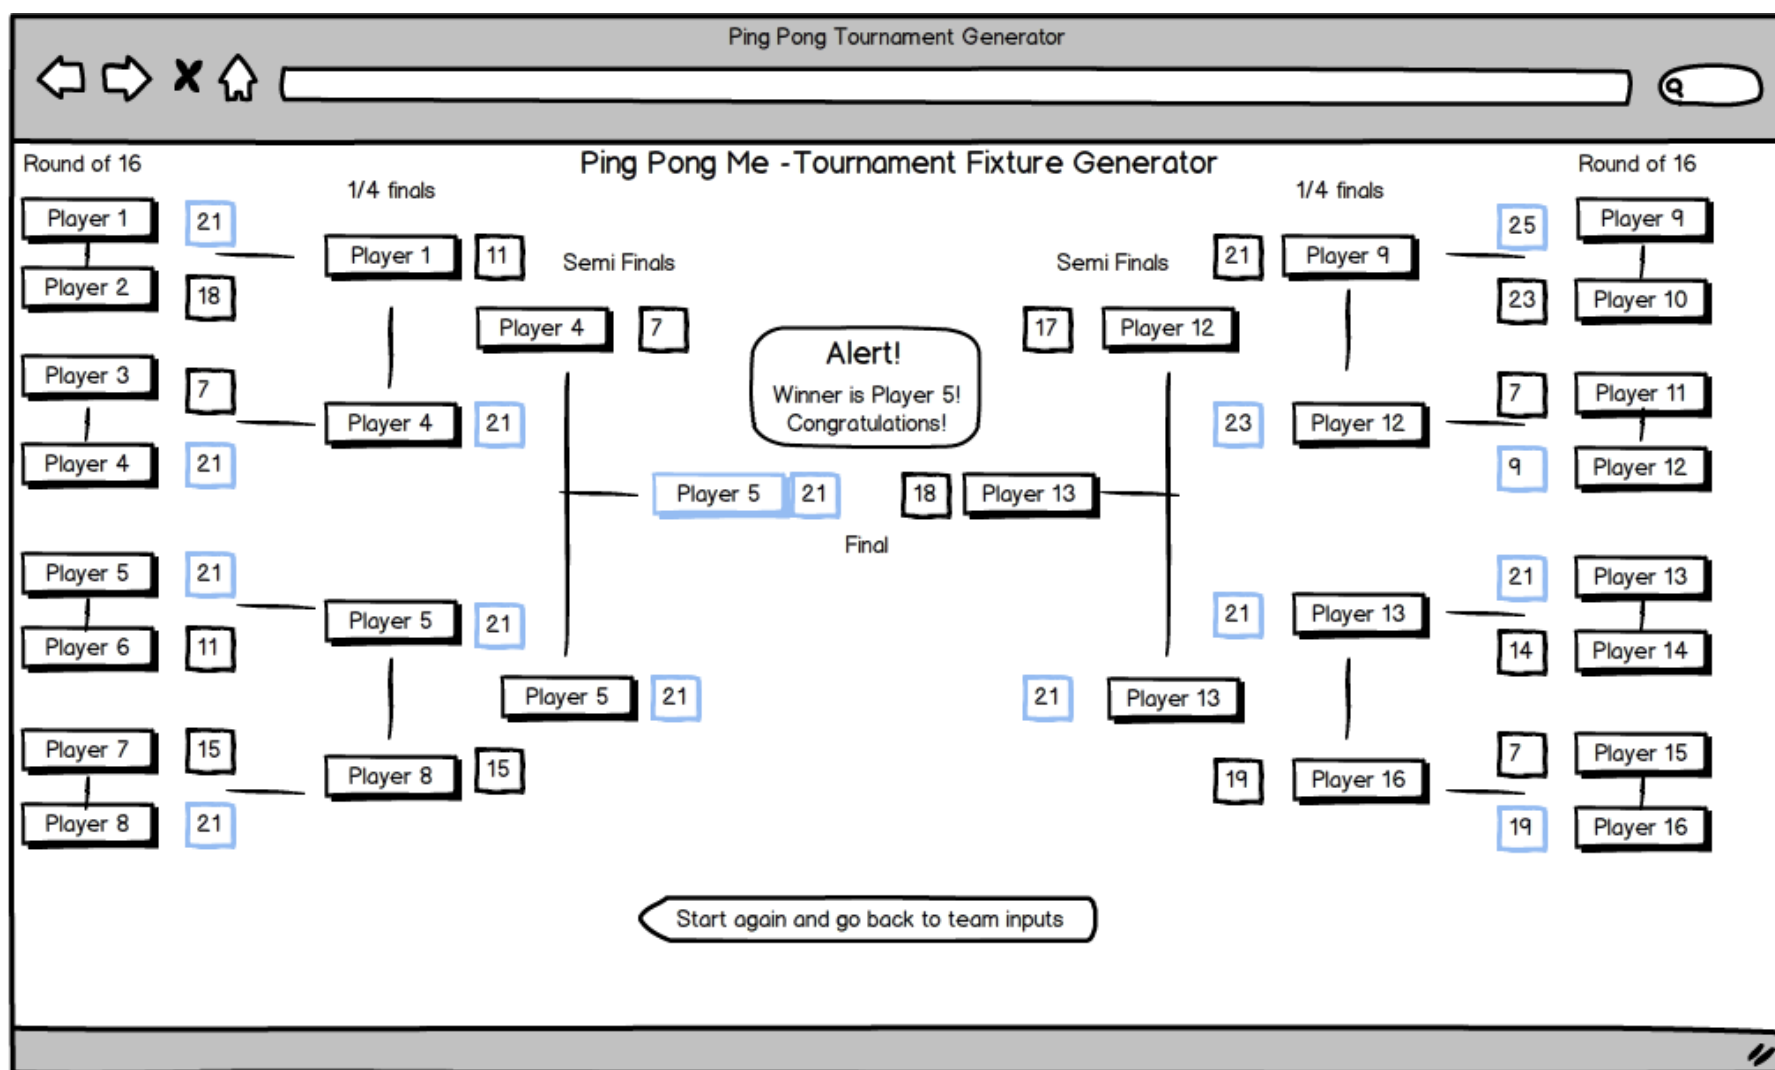 Ping Pong Tournament Generator
Ping Pong Me -Tournament Fixture Generator
Round of 16
Player 1
21
Player 2
18
Player 3
7
Player 4
21
Player 5
21
Player 6
11
Player 7
15
Player 8
21
1/4 finals
Player 1
11
Player 4
21
Player 5
21
Player 8
15
Semi Finals
Player 4
7
Player 5
21
Alert!
Winner is Player 5!
Congratulations!
Player 5
21
18
Player 13
Final
Semi Finals
17
Player 12
21
Player 13
1/4 finals
21
Player 9
23
Player 12
21
Player 13
19
Player 16
Round of 16
25
Player 9
23
Player 10
7
Player 11
9
Player 12
21
Player 13
14
Player 14
7
Player 15
19
Player 16
Start again and go back to team inputs